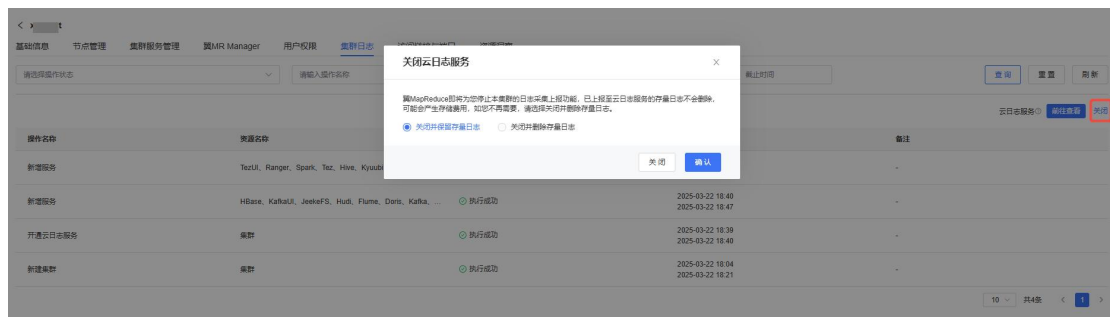 基础信息 节点管理 集群服务管理 翼MR Manager 用户权限 集群日志
请选择操作状态 请输入操作名称 截止时间 查询 重置 刷新
关闭云日志服务
翼MapReduce即将为您停止本集群的日志采集上报功能，已上报至云日志服务的存量日志不会删除，
可能会产生存储费用，如您不再需要，请选择关闭并删除存量日志。
关闭并保留存量日志 关闭并删除存量日志
关闭 确认
云日志服务 前往查看 关闭
操作名称 资源名称 备注
新增服务 TezUI、Ranger、Spark、Tez、Hive、Kyuubi -
新增服务 HBase、KafkaUI、JeekeFS、Hudi、Flume、Doris、Kafka、... 执行成功 2025-03-22 18:40 -
2025-03-22 18:47
开通云日志服务 集群 执行成功 2025-03-22 18:39 -
2025-03-22 18:40
新建集群 集群 执行成功 2025-03-22 18:04 -
2025-03-22 18:21
10 共4条 1